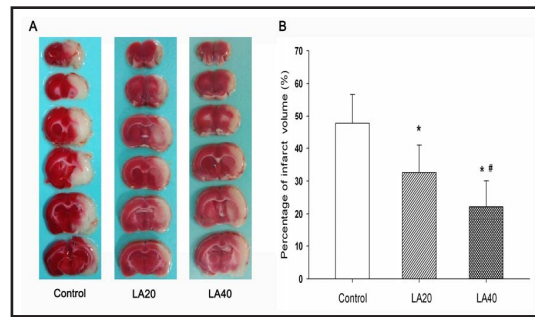 A
Control
LA20
LA40
B
Percentage of infarct volume (%)
70
60
50
40
30
20
10
0
*
* #
Control
LA20
LA40